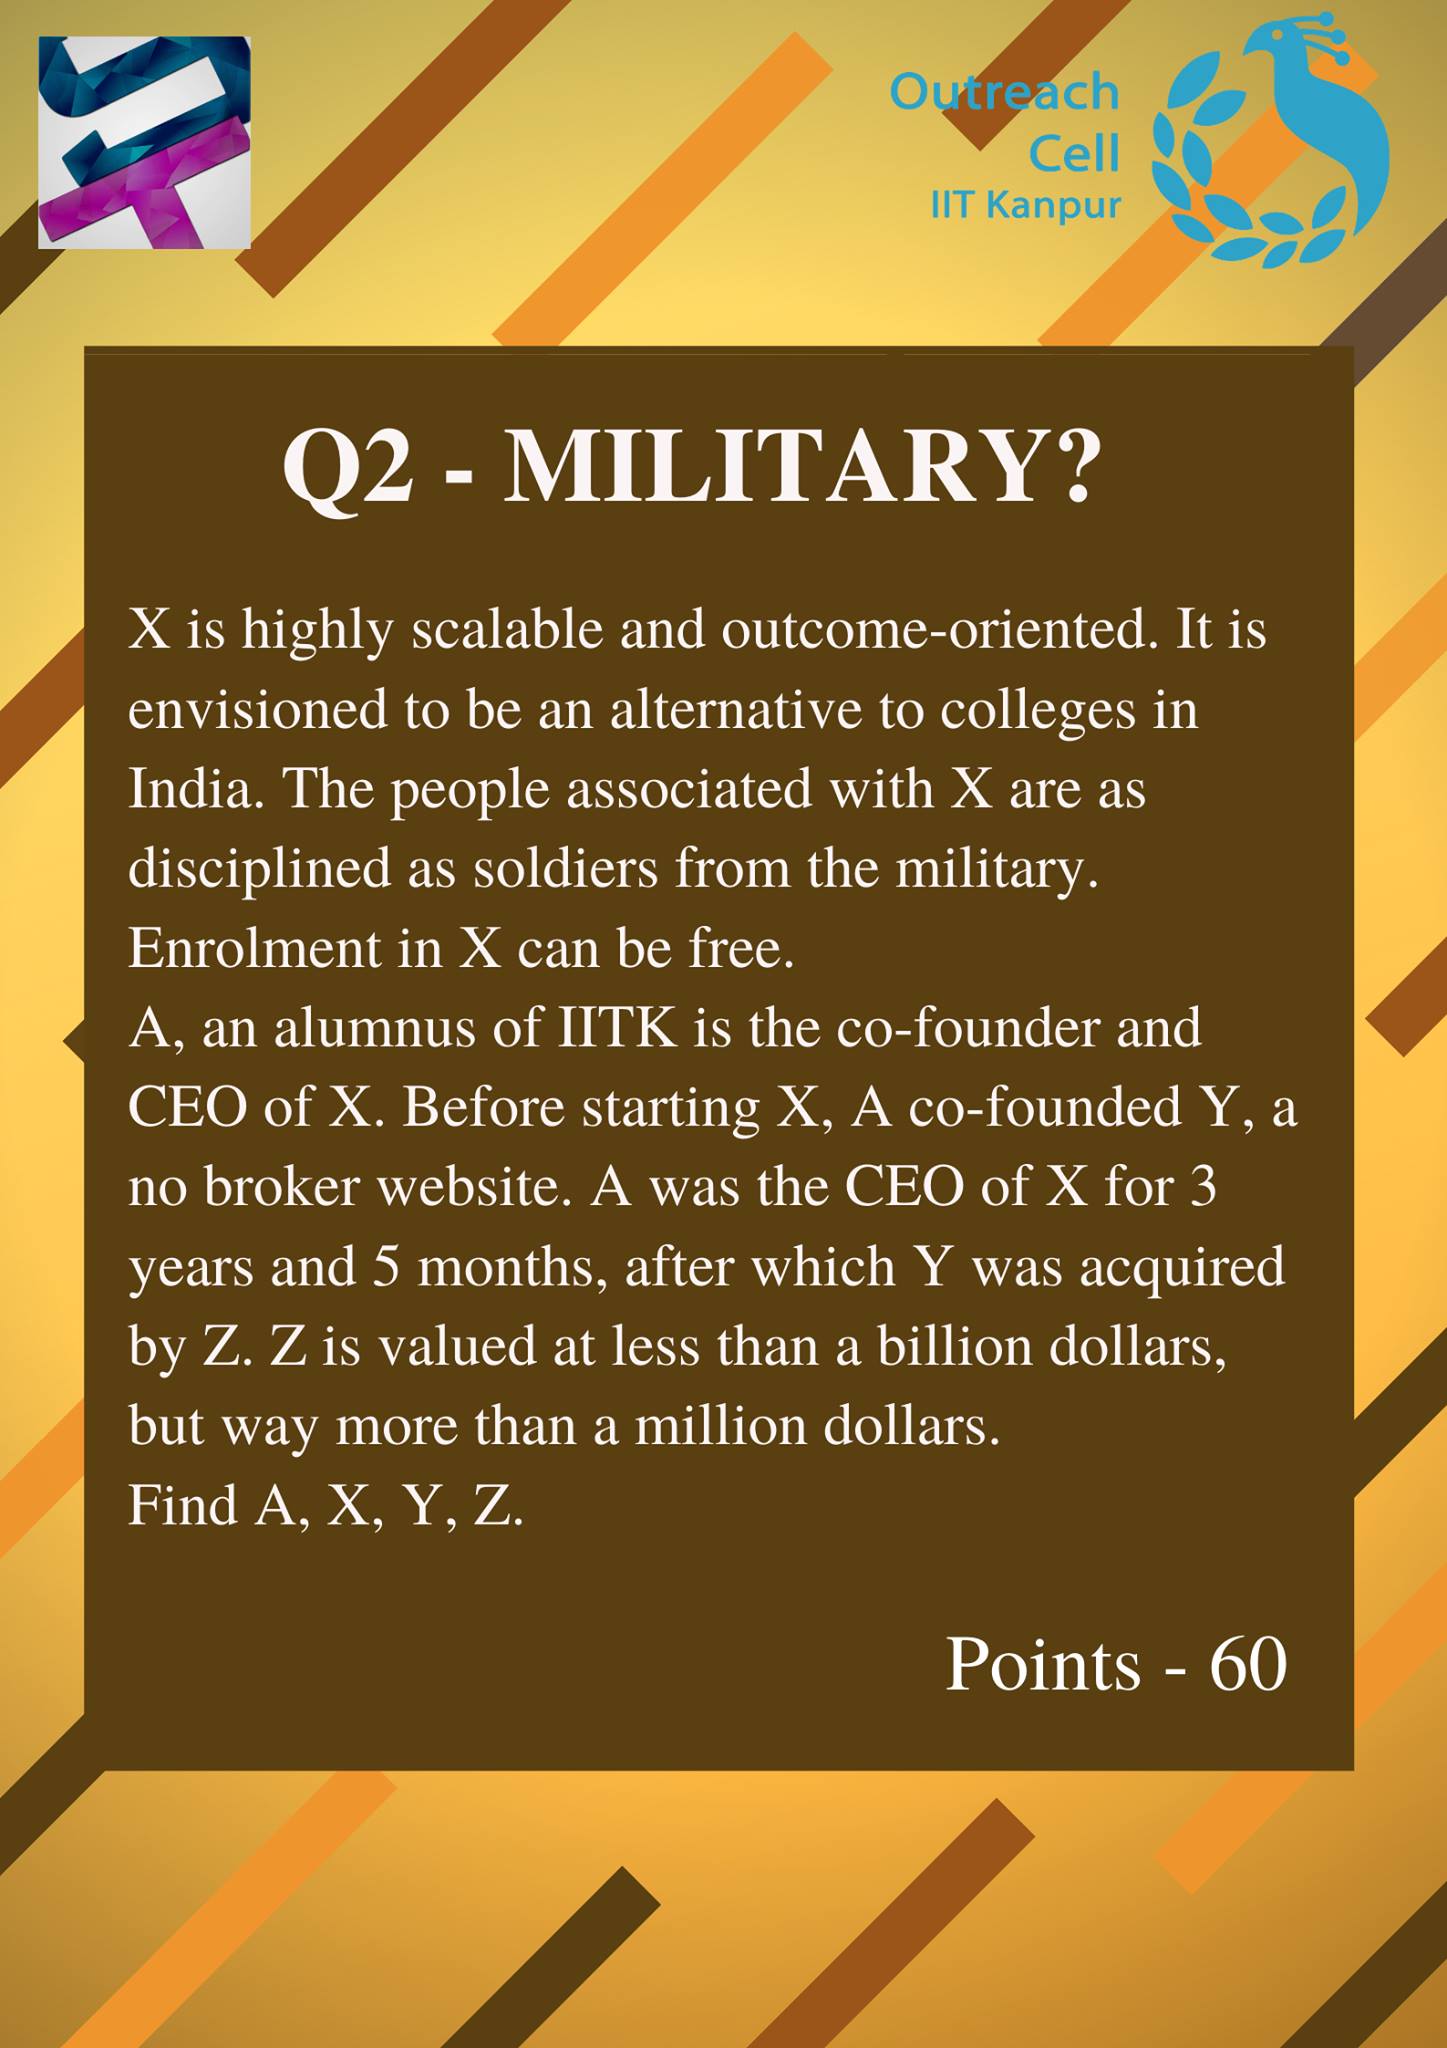 Outreach
Cell
IIT Kanpur
Q2 - MILITARY?
X is highly scalable and outcome-oriented. It is
envisioned to be an alternative to colleges in
India. The people associated with X are as
disciplined as soldiers from the military.
Enrolment in X can be free.
A, an alumnus of IITK is the co-founder and
CEO of X. Before starting X, A co-founded Y, a
no broker website. A was the CEO of X for 3
years and 5 months, after which Y was acquired
by Z. Z is valued at less than a billion dollars,
but way more than a million dollars.
Find A, X, Y, Z.
Points - 60